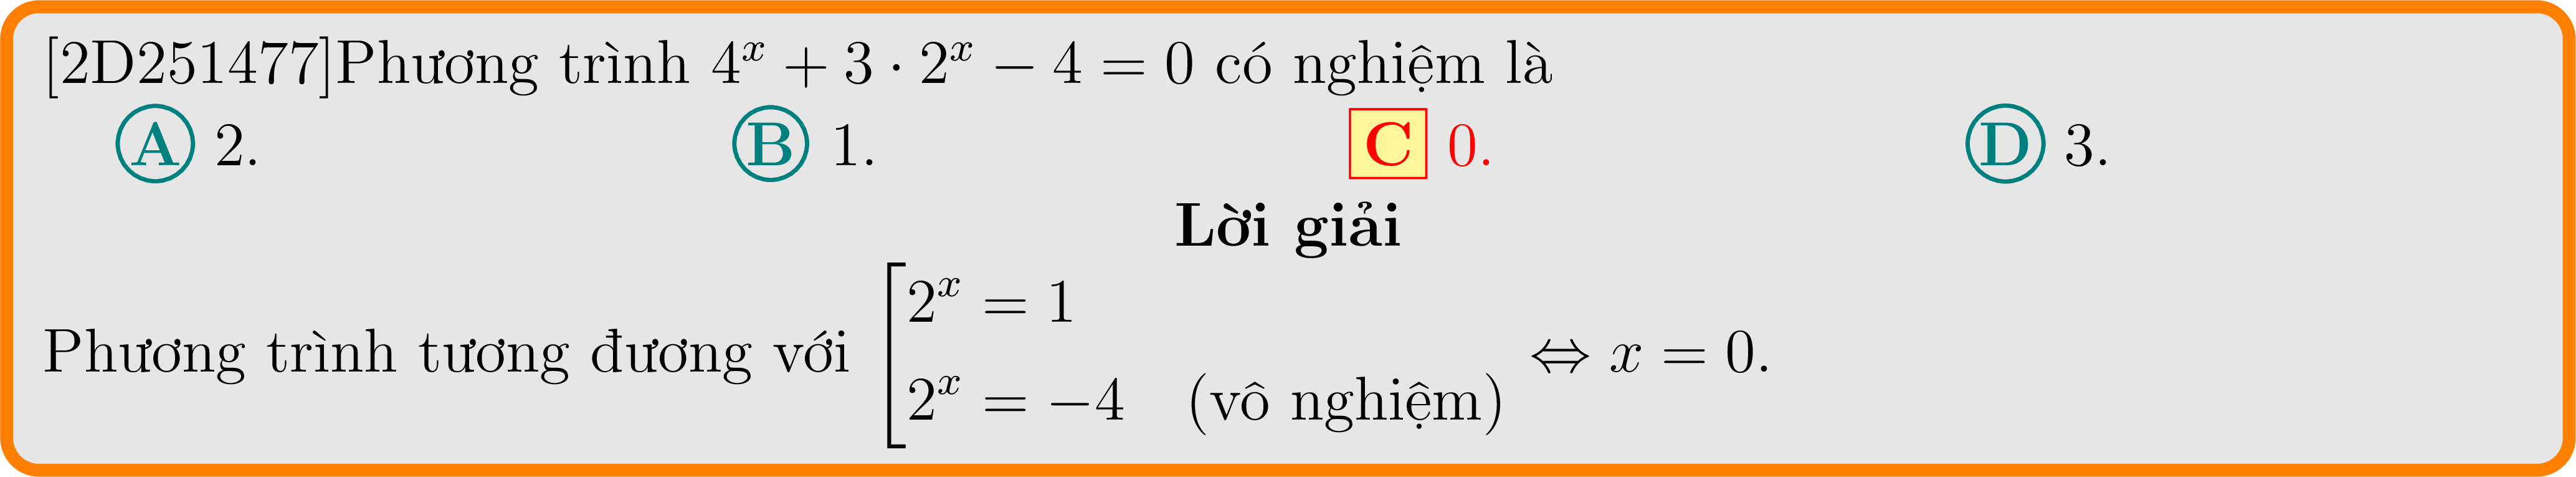 [2D251477]Phương trình $4^x + 3 \cdot 2^x - 4 = 0$ có nghiệm là
A 2. B 1. C 0. D 3.
Lời giải
Phương trình tương đương với $\left[\begin{array}{l} 2^x = 1 \\ 2^x = -4 \quad \text{(vô nghiệm)} \end{array}\right. \Leftrightarrow x = 0.$